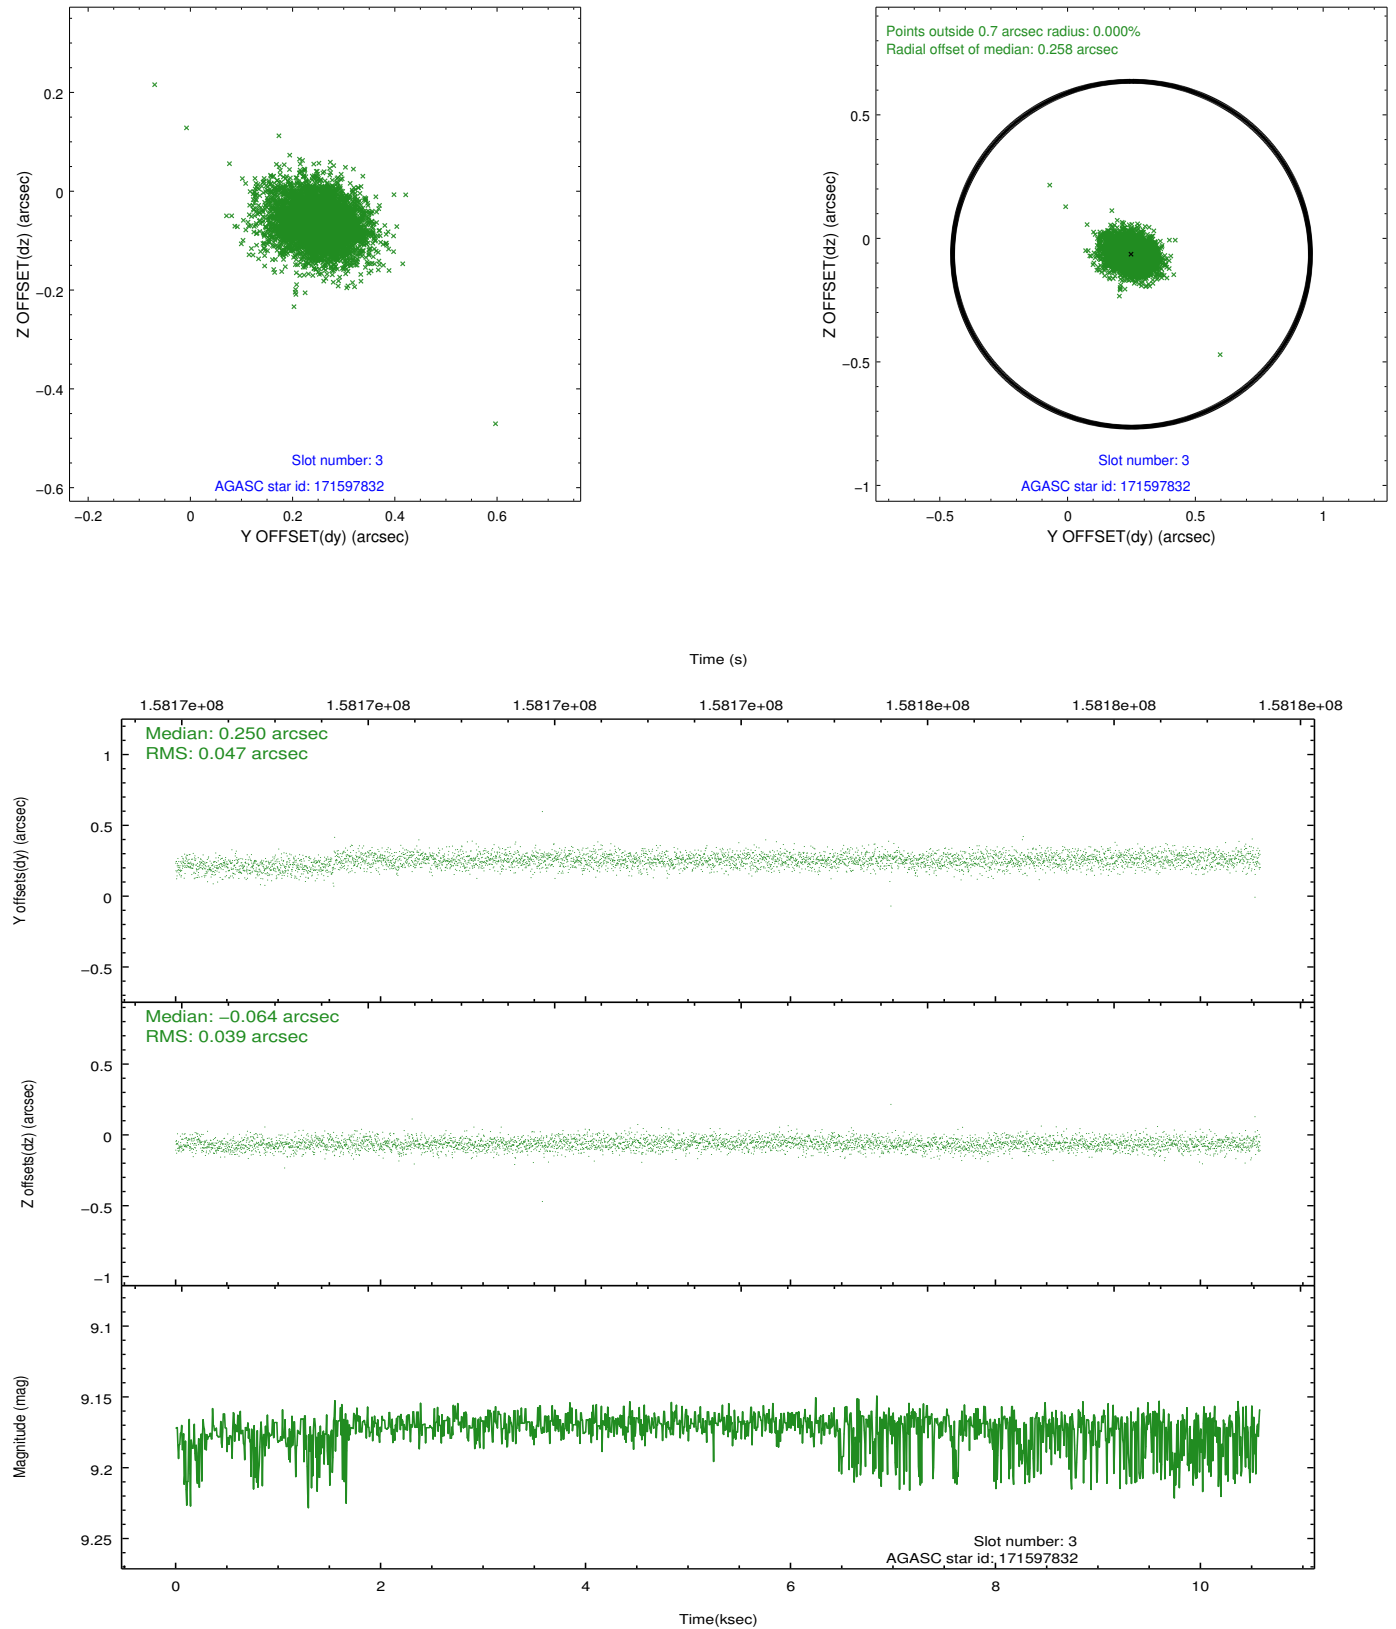 0.2
0
−0.2
−0.4
−0.6
Z OFFSET(dz) (arcsec)
Slot number: 3
AGASC star id: 171597832
−0.2 0 0.2 0.4 0.6
Y OFFSET(dy) (arcsec)
Points outside 0.7 arcsec radius: 0.000%
Radial offset of median: 0.258 arcsec
0.5
0
−0.5
−1
Z OFFSET(dz) (arcsec)
Slot number: 3
AGASC star id: 171597832
−0.5 0 0.5 1
Y OFFSET(dy) (arcsec)
Time (s)
1.5817e+08 1.5817e+08 1.5817e+08 1.5817e+08 1.5818e+08 1.5818e+08 1.5818e+08
Median: 0.250 arcsec
RMS: 0.047 arcsec
1
0.5
0
−0.5
Y offsets(dy) (arcsec)
Median: −0.064 arcsec
RMS: 0.039 arcsec
0.5
0
−0.5
−1
Z offsets(dz) (arcsec)
9.1
9.15
9.2
9.25
Magnitude (mag)
Slot number: 3
AGASC star id: 171597832
0 2 4 6 8 10
Time(ksec)